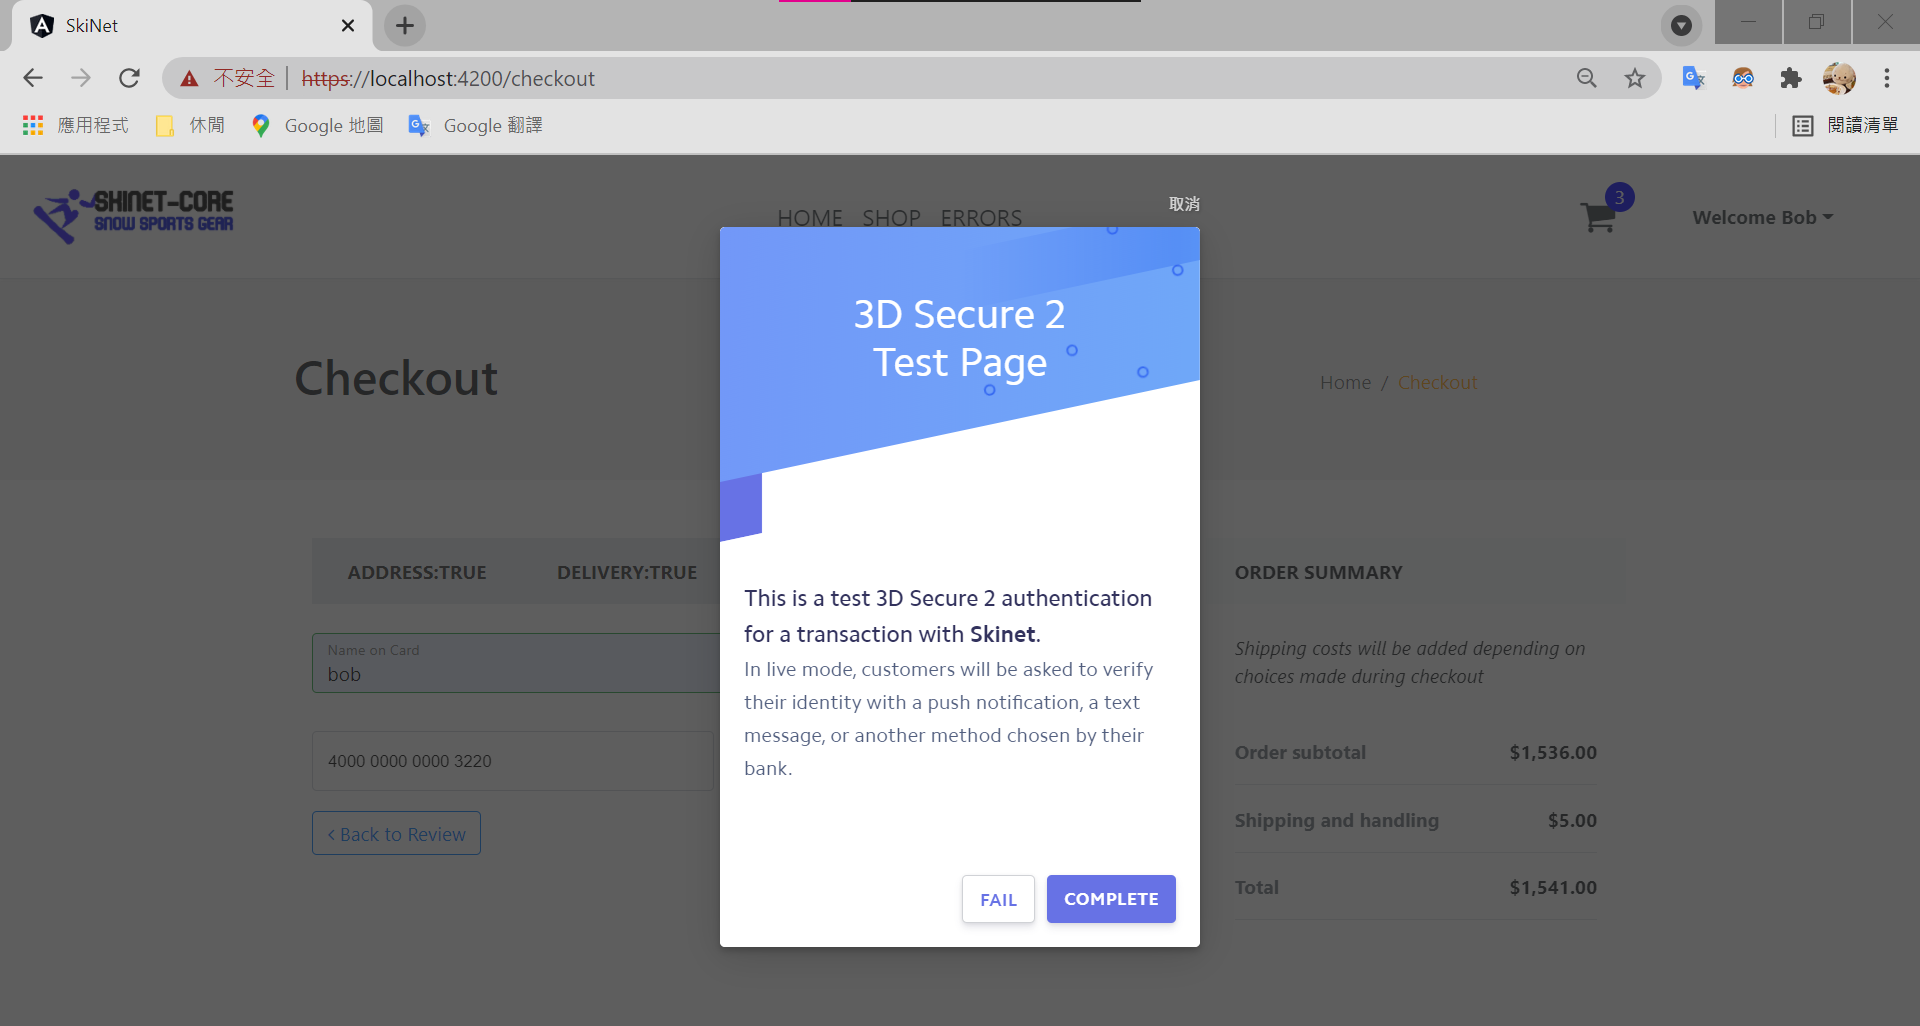 SkiNet
不安全 https://localhost:4200/checkout
應用程式 休閒 Google 地圖 Google 翻譯 閱讀清單
取消
SKINET-CORE
SNOW SPORTS GEAR
HOME SHOP ERRORS
3
Welcome Bob
3D Secure 2
Test Page
Checkout
Home / Checkout
ADDRESS:TRUE DELIVERY:TRUE
Name on Card
bob
4000 0000 0000 3220
< Back to Review
This is a test 3D Secure 2 authentication
for a transaction with Skinet.
In live mode, customers will be asked to verify
their identity with a push notification, a text
message, or another method chosen by their
bank.
FAIL COMPLETE
ORDER SUMMARY
Shipping costs will be added depending on
choices made during checkout
Order subtotal $1,536.00
Shipping and handling $5.00
Total $1,541.00